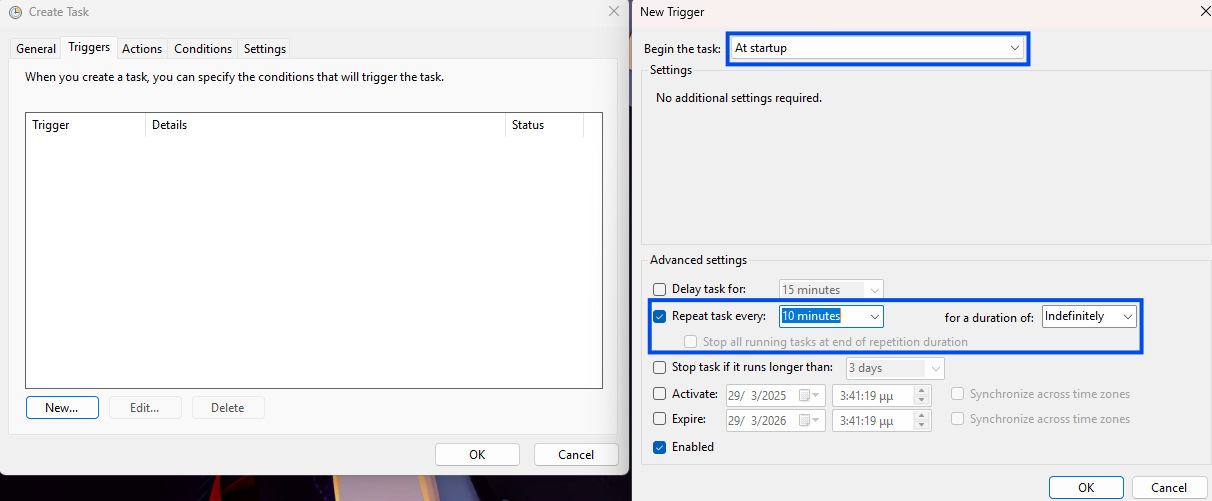 Create Task
General Triggers Actions Conditions Settings
When you create a task, you can specify the conditions that will trigger the task.
Trigger Details Status
New... Edit... Delete
OK Cancel
New Trigger
Begin the task: At startup
Settings
No additional settings required.
Advanced settings
Delay task for: 15 minutes
Repeat task every: 10 minutes for a duration of: Indefinitely
Stop all running tasks at end of repetition duration
Stop task if it runs longer than: 3 days
Activate: 29/ 3/2025 3:41:19 μμ Synchronize across time zones
Expire: 29/ 3/2026 3:41:19 μμ Synchronize across time zones
Enabled
OK Cancel